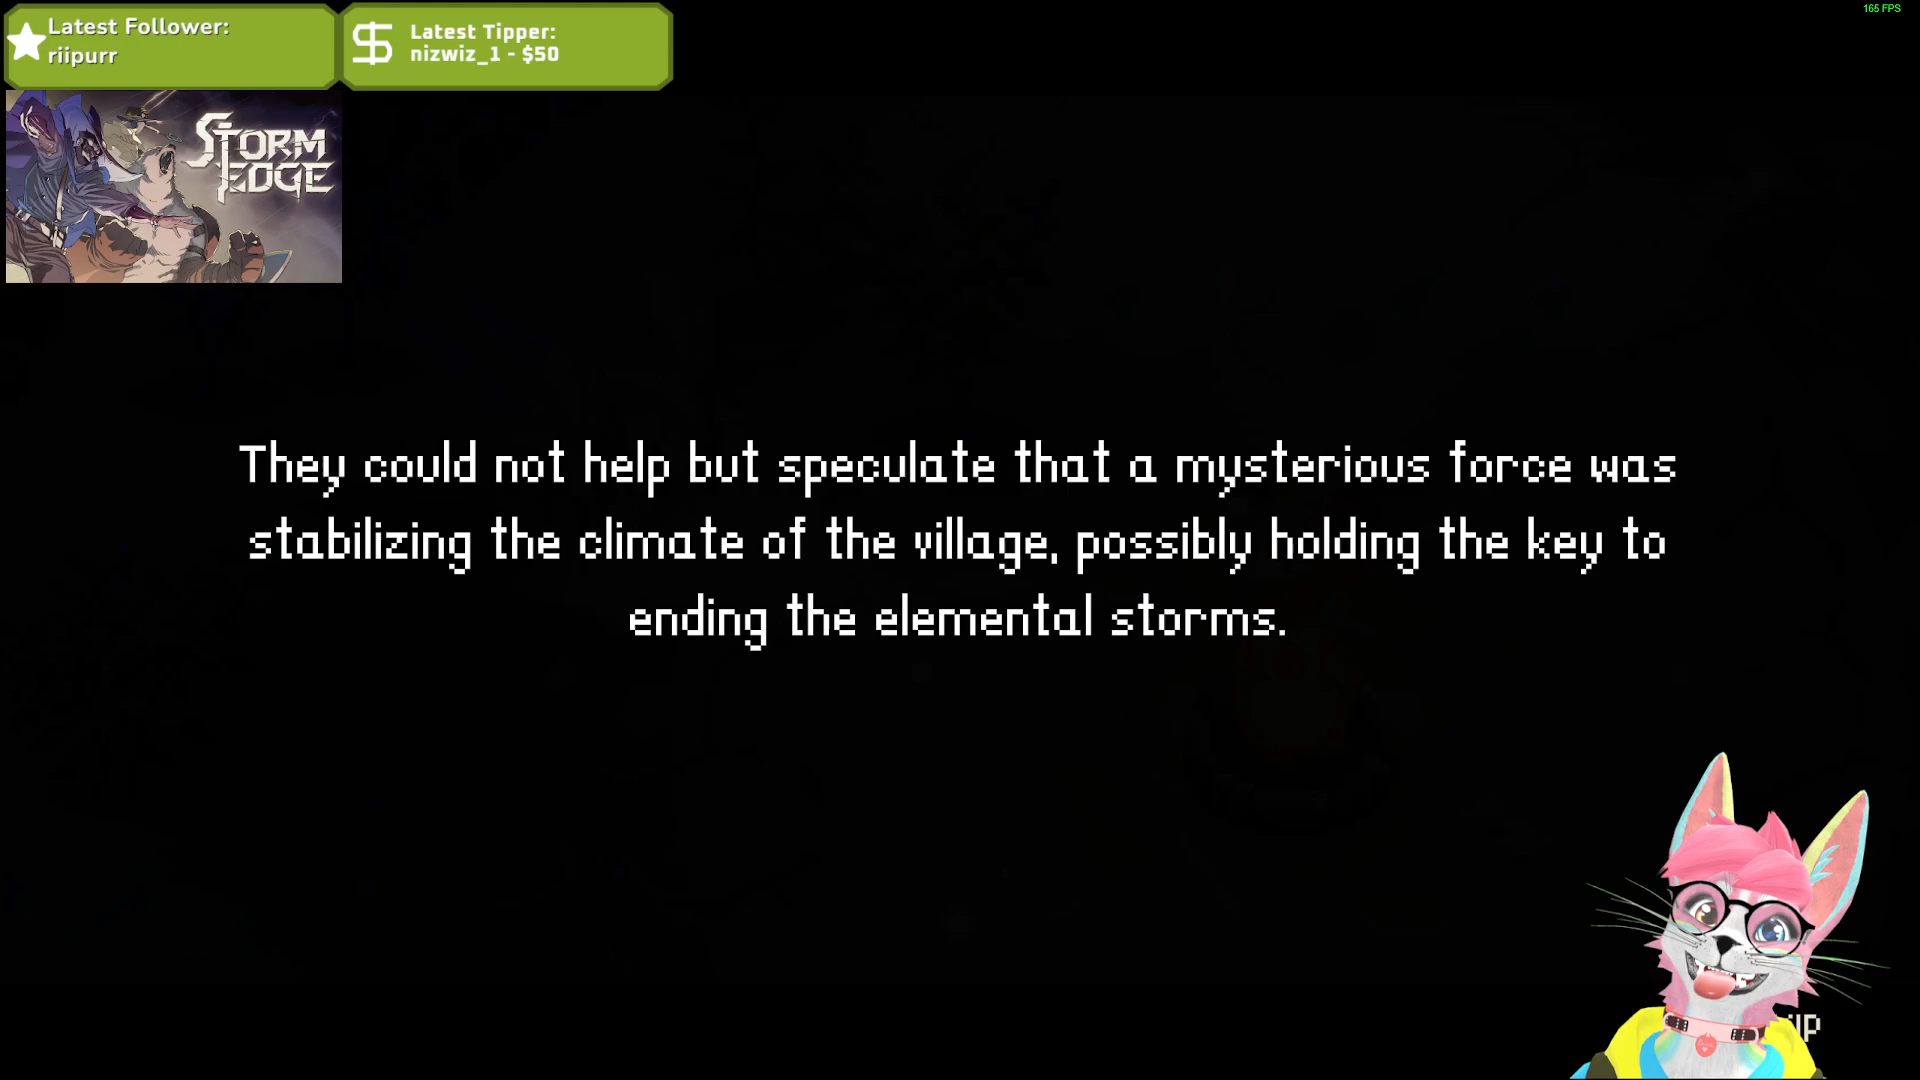 Latest Follower:
riipurr
Latest Tipper:
nizwiz_1 - $50
165 FPS
STORM
EDGE
They could not help but speculate that a mysterious force was
stabilizing the climate of the village, possibly holding the key to
ending the elemental storms.